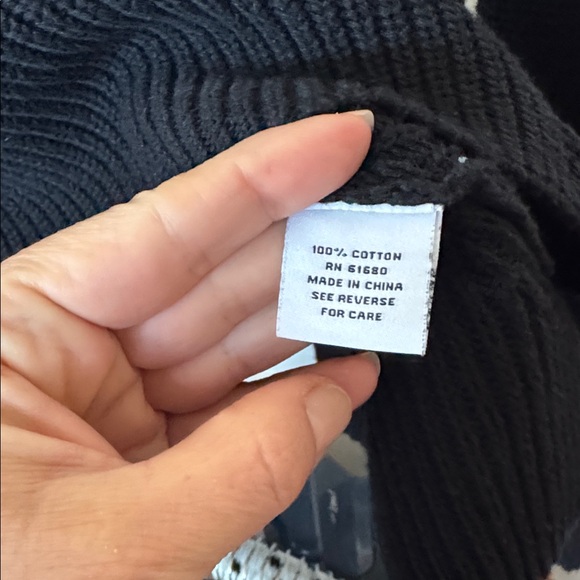 100% COTTON
RN 61680
MADE IN CHINA
SEE REVERSE
FOR CARE